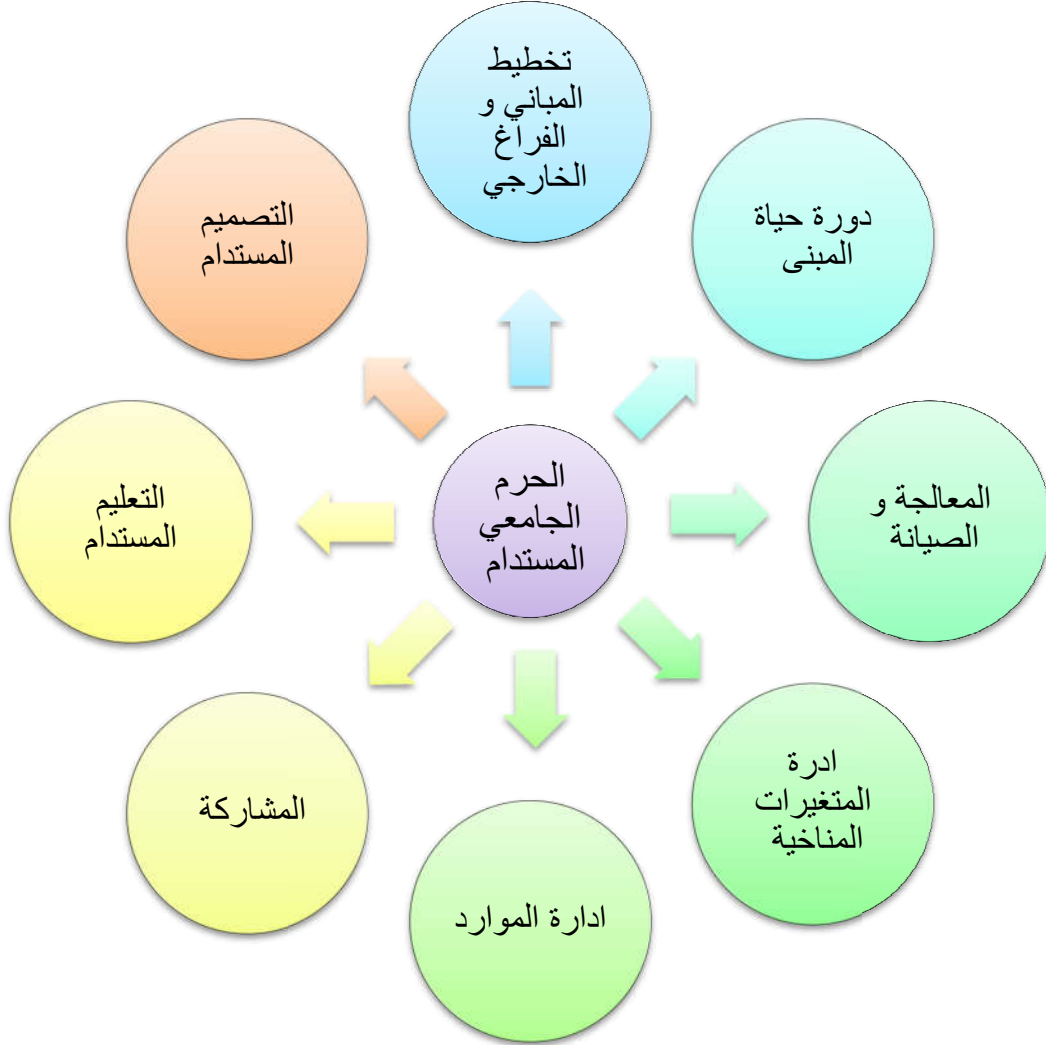 تخطيط
المباني و
الفراغ
الخارجي
دورة حياة
المبنى
المعالجة و
الصيانة
ادرة
المتغيرات
المناخية
ادارة الموارد
المشاركة
التعليم
المستدام
التصميم
المستدام
الحرم
الجامعي
المستدام